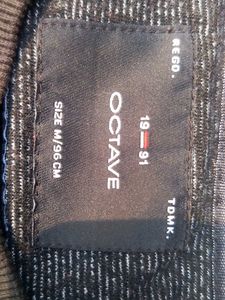 REGD. TDMK.
19 91
OCTAVE
SIZE M/96 CM